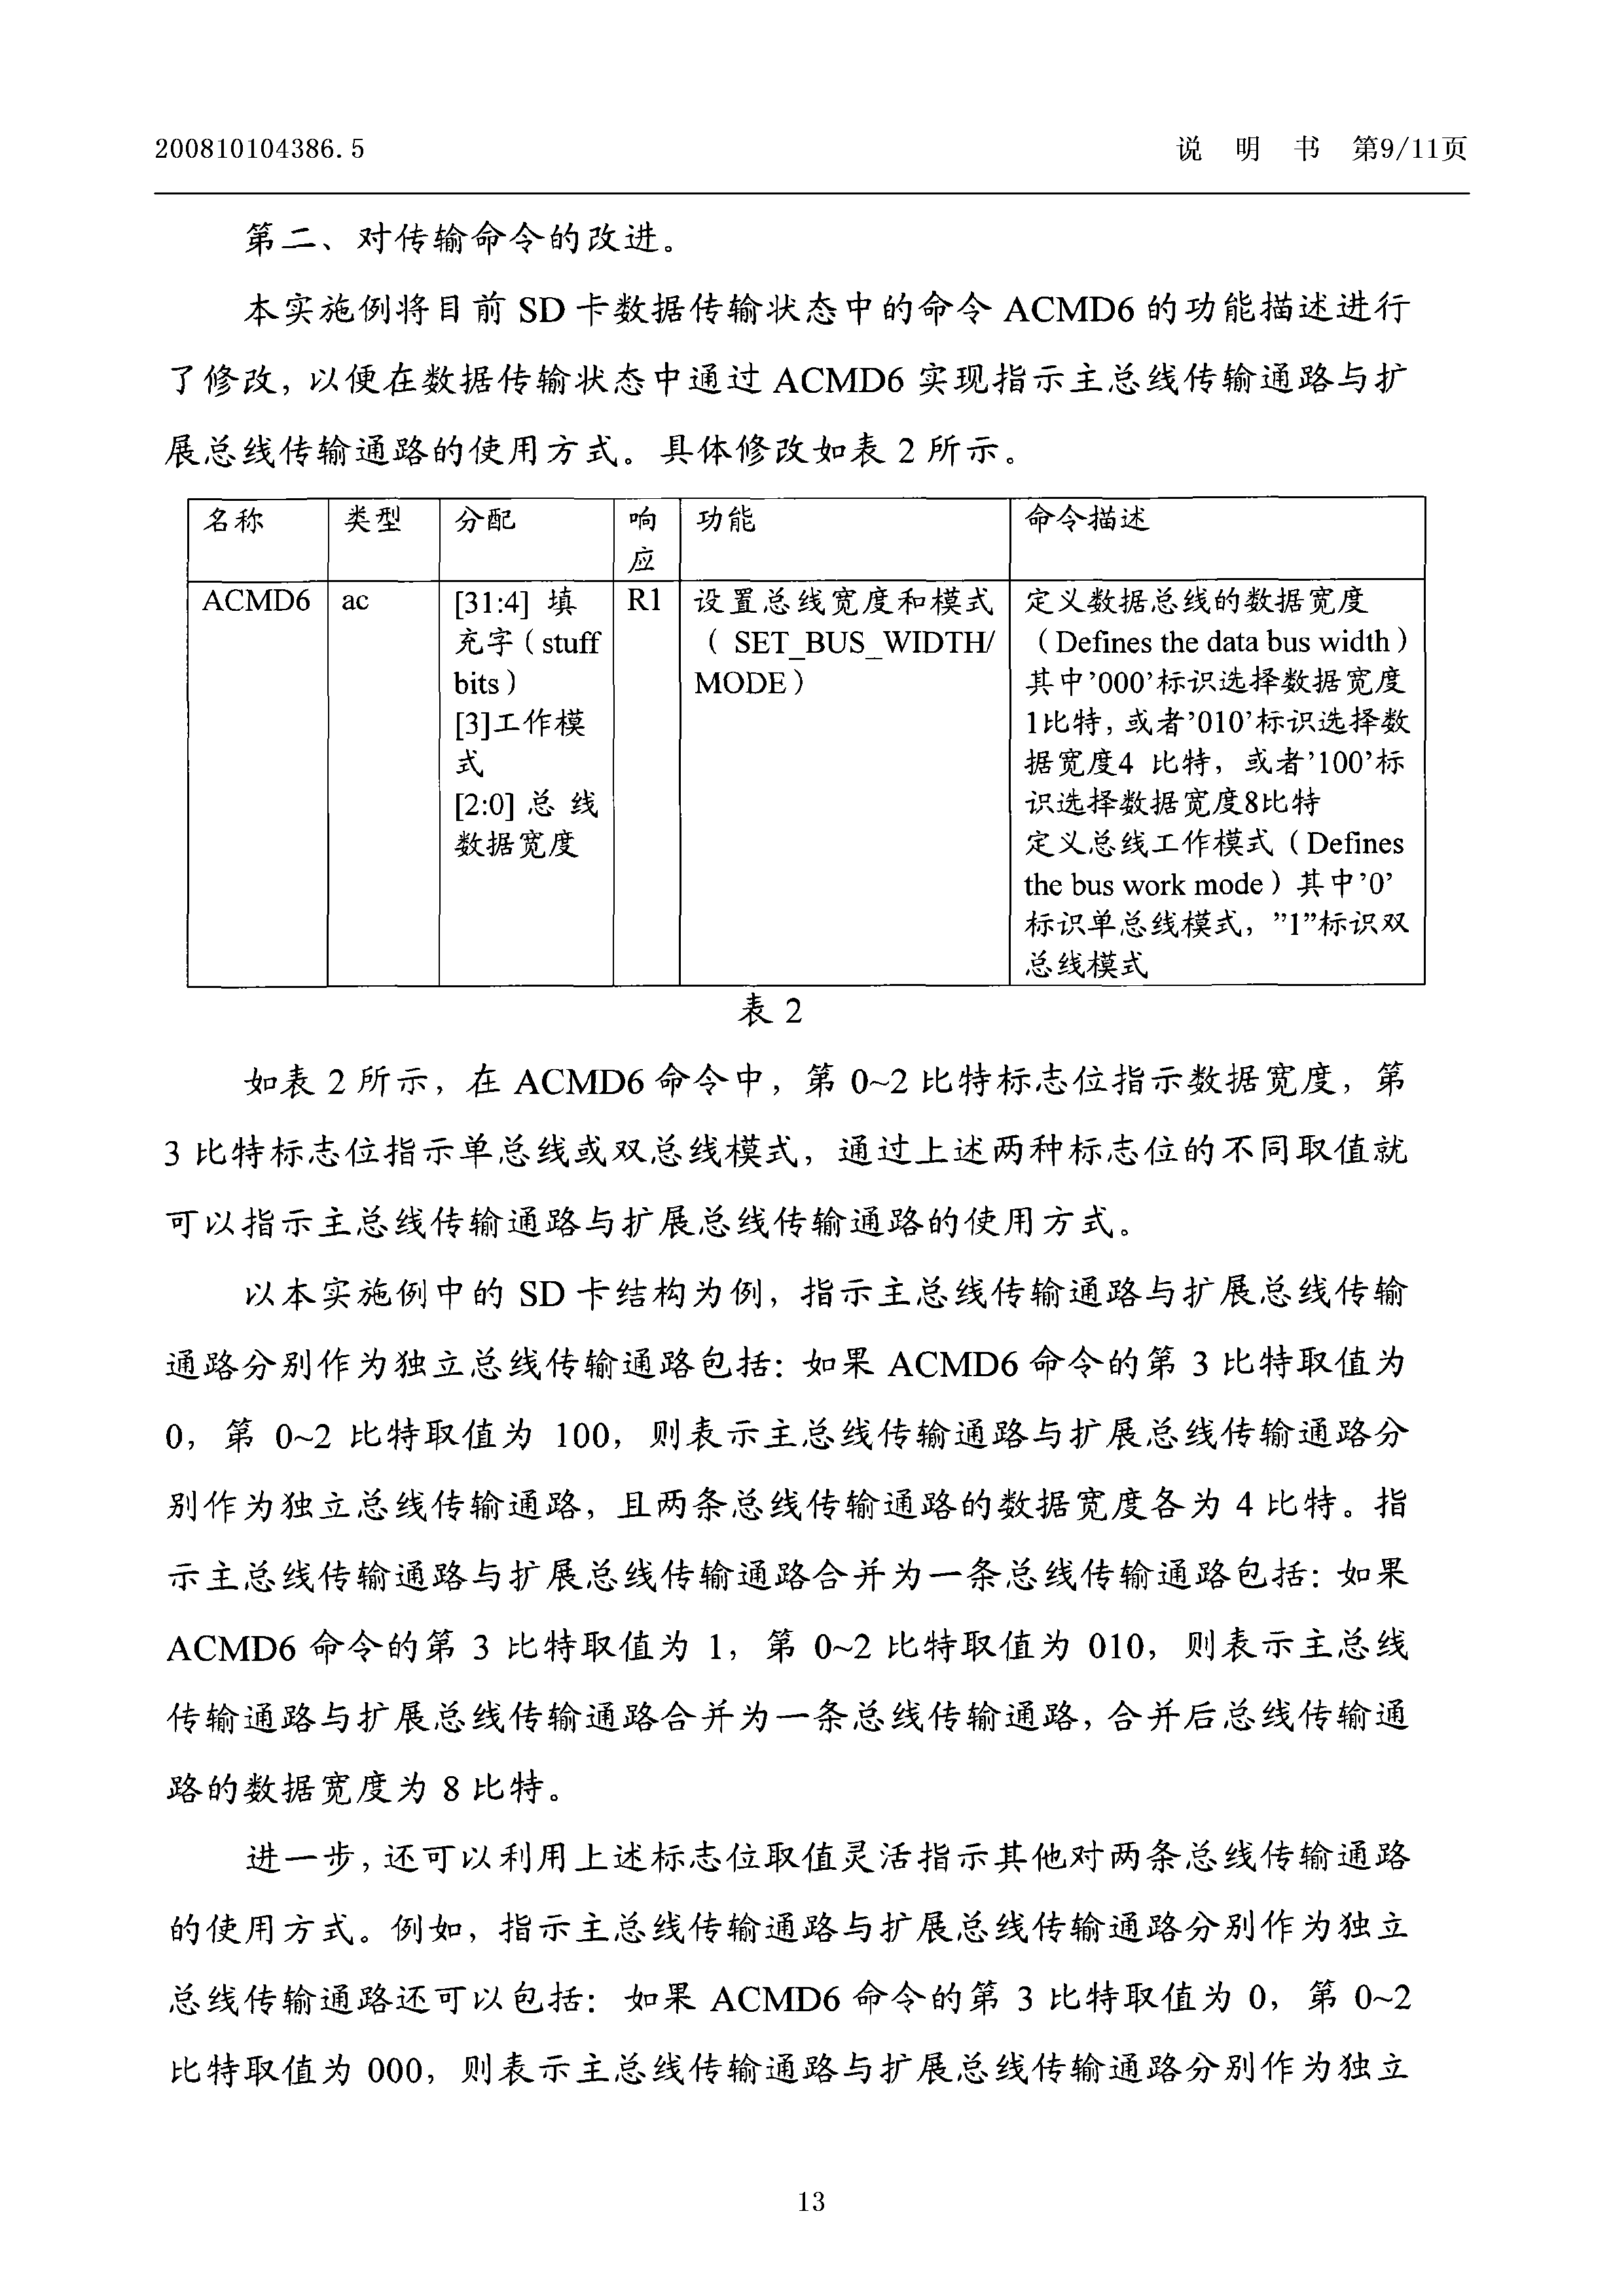 200810104386.5
说 明 书 第9/11页
第二、对传输命令的改进。
本实施例将目前 SD 卡数据传输状态中的命令 ACMD6 的功能描述进行
了修改，以便在数据传输状态中通过 ACMD6 实现指示主总线传输通路与扩
展总线传输通路的使用方式。具体修改如表 2 所示。
名称
类型
分配
响
应
功能
命令描述
ACMD6
ac
[31:4] 填
充字（stuff
bits）
[3]工作模
式
[2:0] 总 线
数据宽度
R1
设置总线宽度和模式
（ SET_BUS_WIDTH/
MODE）
定义数据总线的数据宽度
（Defines the data bus width）
其中’000’标识选择数据宽度
1比特，或者’010’标识选择数
据宽度4 比特，或者’100’标
识选择数据宽度8比特
定义总线工作模式（Defines
the bus work mode）其中’0’
标识单总线模式，”1”标识双
总线模式
表 2
如表 2 所示，在 ACMD6 命令中，第 0~2 比特标志位指示数据宽度，第
3 比特标志位指示单总线或双总线模式，通过上述两种标志位的不同取值就
可以指示主总线传输通路与扩展总线传输通路的使用方式。
以本实施例中的 SD 卡结构为例，指示主总线传输通路与扩展总线传输
通路分别作为独立总线传输通路包括：如果 ACMD6 命令的第 3 比特取值为
0，第 0~2 比特取值为 100，则表示主总线传输通路与扩展总线传输通路分
别作为独立总线传输通路，且两条总线传输通路的数据宽度各为 4 比特。指
示主总线传输通路与扩展总线传输通路合并为一条总线传输通路包括：如果
ACMD6 命令的第 3 比特取值为 1，第 0~2 比特取值为 010，则表示主总线
传输通路与扩展总线传输通路合并为一条总线传输通路，合并后总线传输通
路的数据宽度为 8 比特。
进一步，还可以利用上述标志位取值灵活指示其他对两条总线传输通路
的使用方式。例如，指示主总线传输通路与扩展总线传输通路分别作为独立
总线传输通路还可以包括：如果 ACMD6 命令的第 3 比特取值为 0，第 0~2
比特取值为 000，则表示主总线传输通路与扩展总线传输通路分别作为独立
13